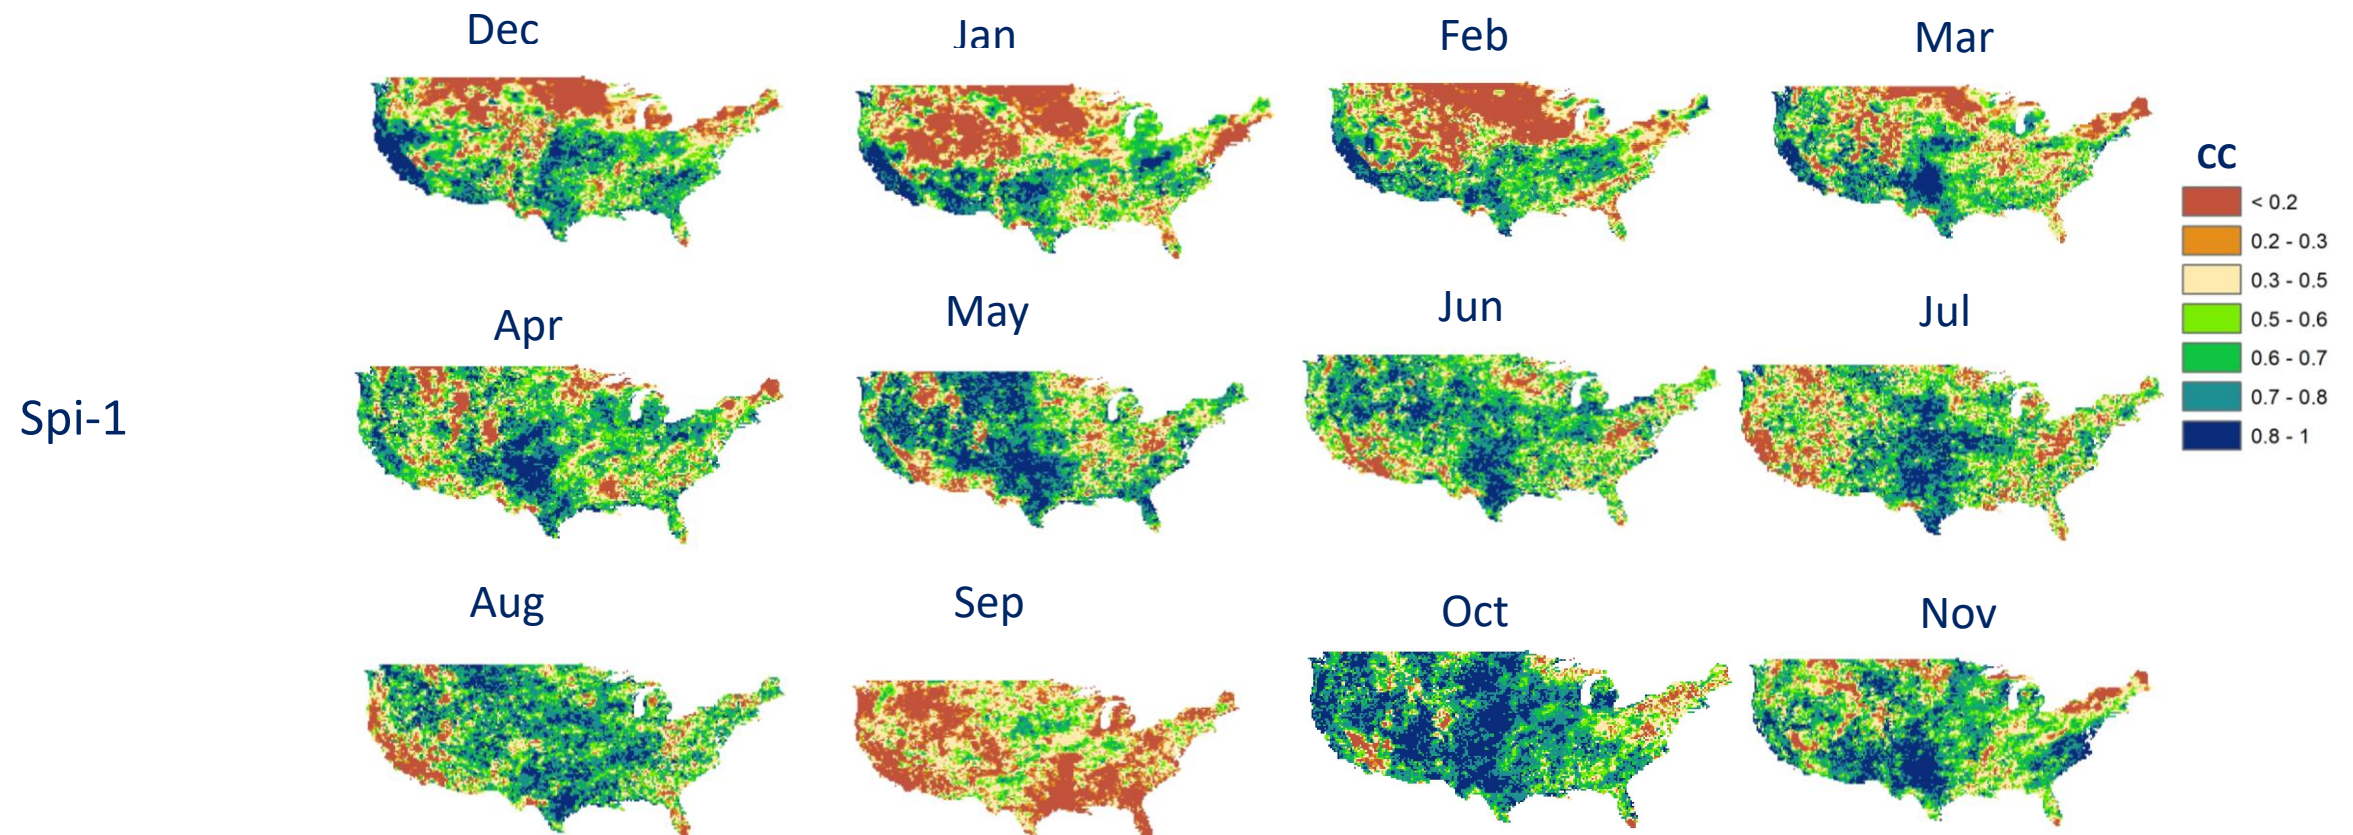 Dec
Jan
Feb
Mar
cc
< 0.2
0.2 - 0.3
0.3 - 0.5
0.5 - 0.6
0.6 - 0.7
0.7 - 0.8
0.8 - 1
Apr
May
Jun
Jul
Spi-1
Aug
Sep
Oct
Nov